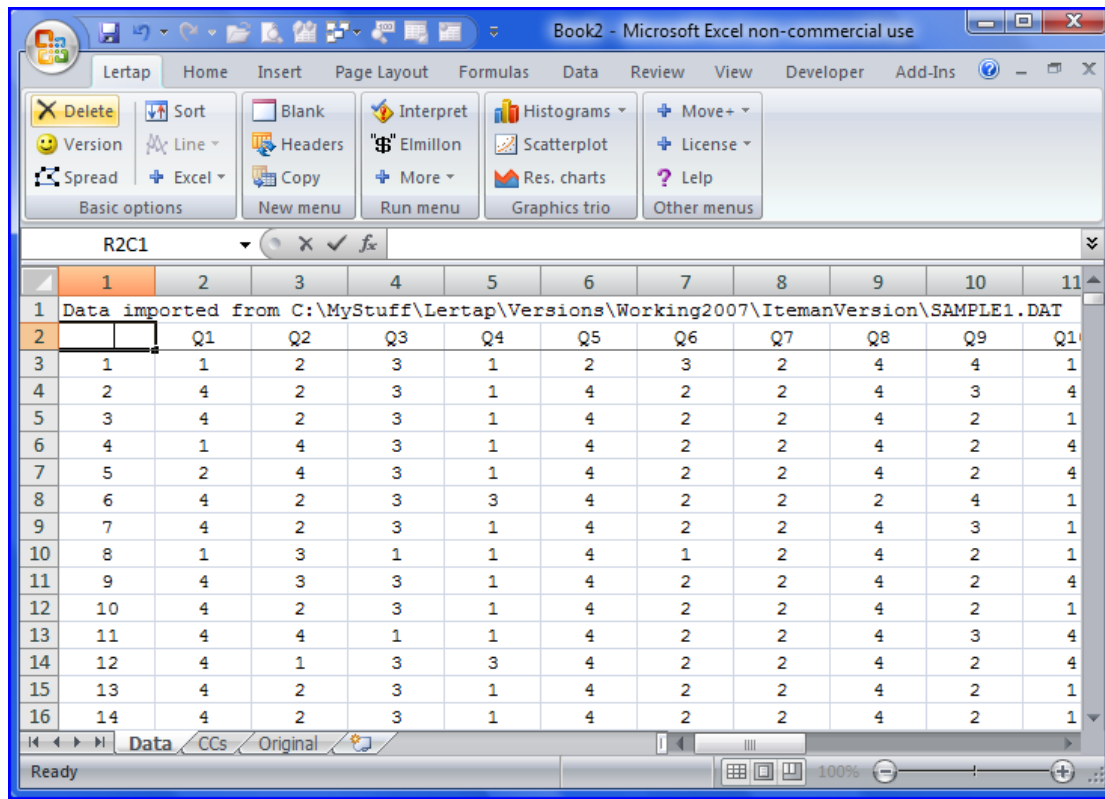 Book2 - Microsoft Excel non-commercial use
Lertap Home Insert Page Layout Formulas Data Review View Developer Add-Ins
Delete Sort Blank Interpret Histograms Move+
Version Line Headers "$" Elmillon Scatterplot License
Spread Excel Copy More Res. charts ? Lelp
Basic options New menu Run menu Graphics trio Other menus
R2C1 fx
1 2 3 4 5 6 7 8 9 10 11
1 Data imported from C:\MyStuff\Lertap\Versions\Working2007\ItemanVersion\SAMPLE1.DAT
2 Q1 Q2 Q3 Q4 Q5 Q6 Q7 Q8 Q9 Q1
3 1 1 2 3 1 2 3 2 4 4 1
4 2 4 2 3 1 4 2 2 4 3 4
5 3 4 2 3 1 4 2 2 4 2 1
6 4 1 4 3 1 4 2 2 4 2 4
7 5 2 4 3 1 4 2 2 4 2 4
8 6 4 2 3 3 4 2 2 2 4 1
9 7 4 2 3 1 4 2 2 4 3 1
10 8 1 3 1 1 4 1 2 4 2 1
11 9 4 3 3 1 4 2 2 4 2 4
12 10 4 2 3 1 4 2 2 4 2 1
13 11 4 4 1 1 4 2 2 4 3 4
14 12 4 1 3 3 4 2 2 4 2 4
15 13 4 2 3 1 4 2 2 4 2 1
16 14 4 2 3 1 4 2 2 4 2 1
Data CCs Original
Ready 100%